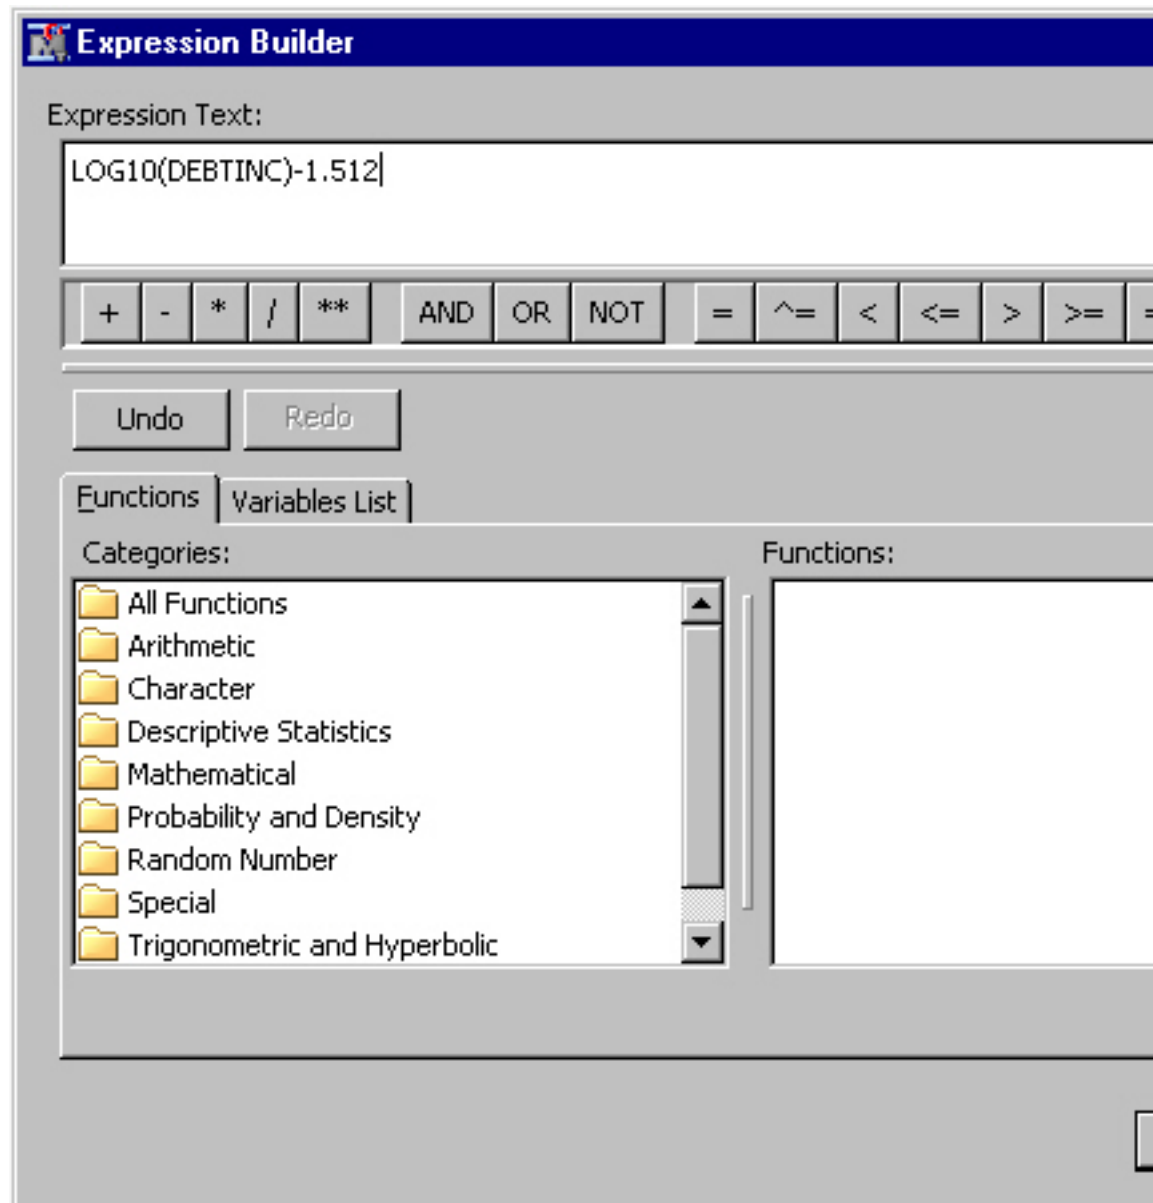 Expression Builder
Expression Text:
LOG10(DEBTINC)-1.512
+ - * / ** AND OR NOT = ^= < <= > >=
Undo Redo
Functions Variables List
Categories: Functions:
All Functions
Arithmetic
Character
Descriptive Statistics
Mathematical
Probability and Density
Random Number
Special
Trigonometric and Hyperbolic